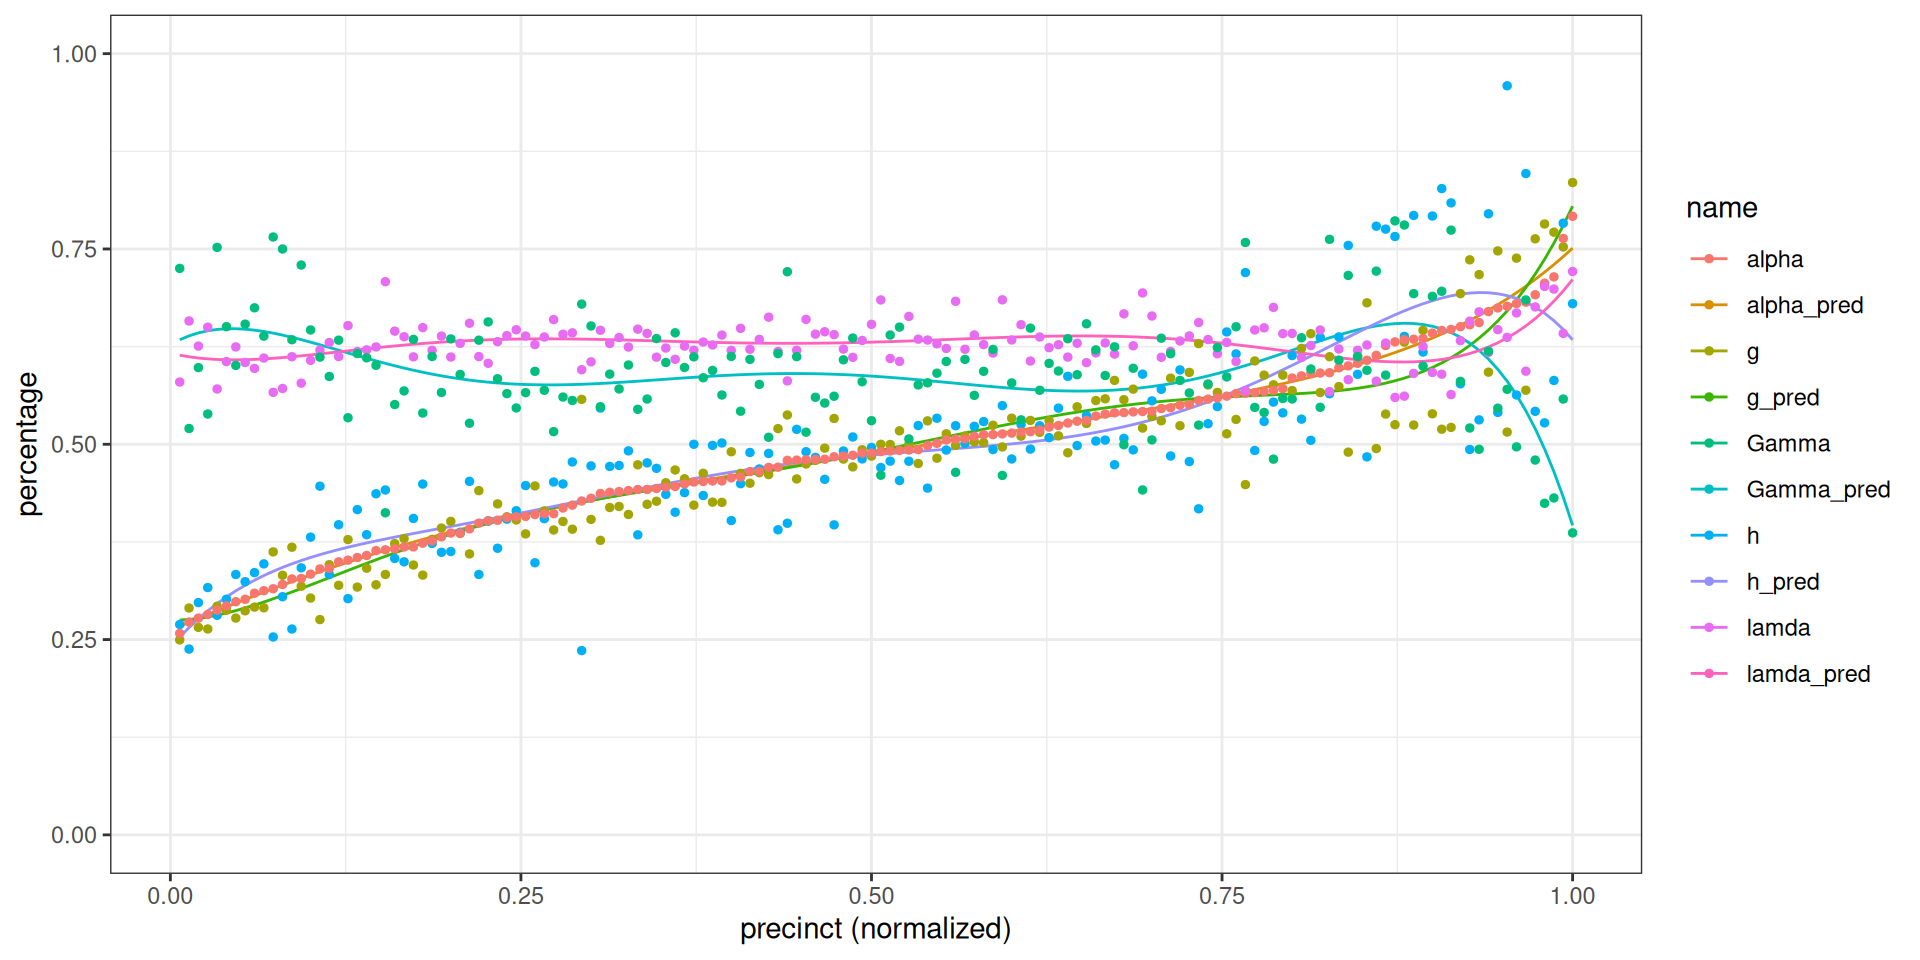 1.00
0.75
0.50
0.25
0.00
percentage
0.00 0.25 0.50 0.75 1.00
precinct (normalized)
name
alpha
alpha_pred
g
g_pred
Gamma
Gamma_pred
h
h_pred
lamda
lamda_pred